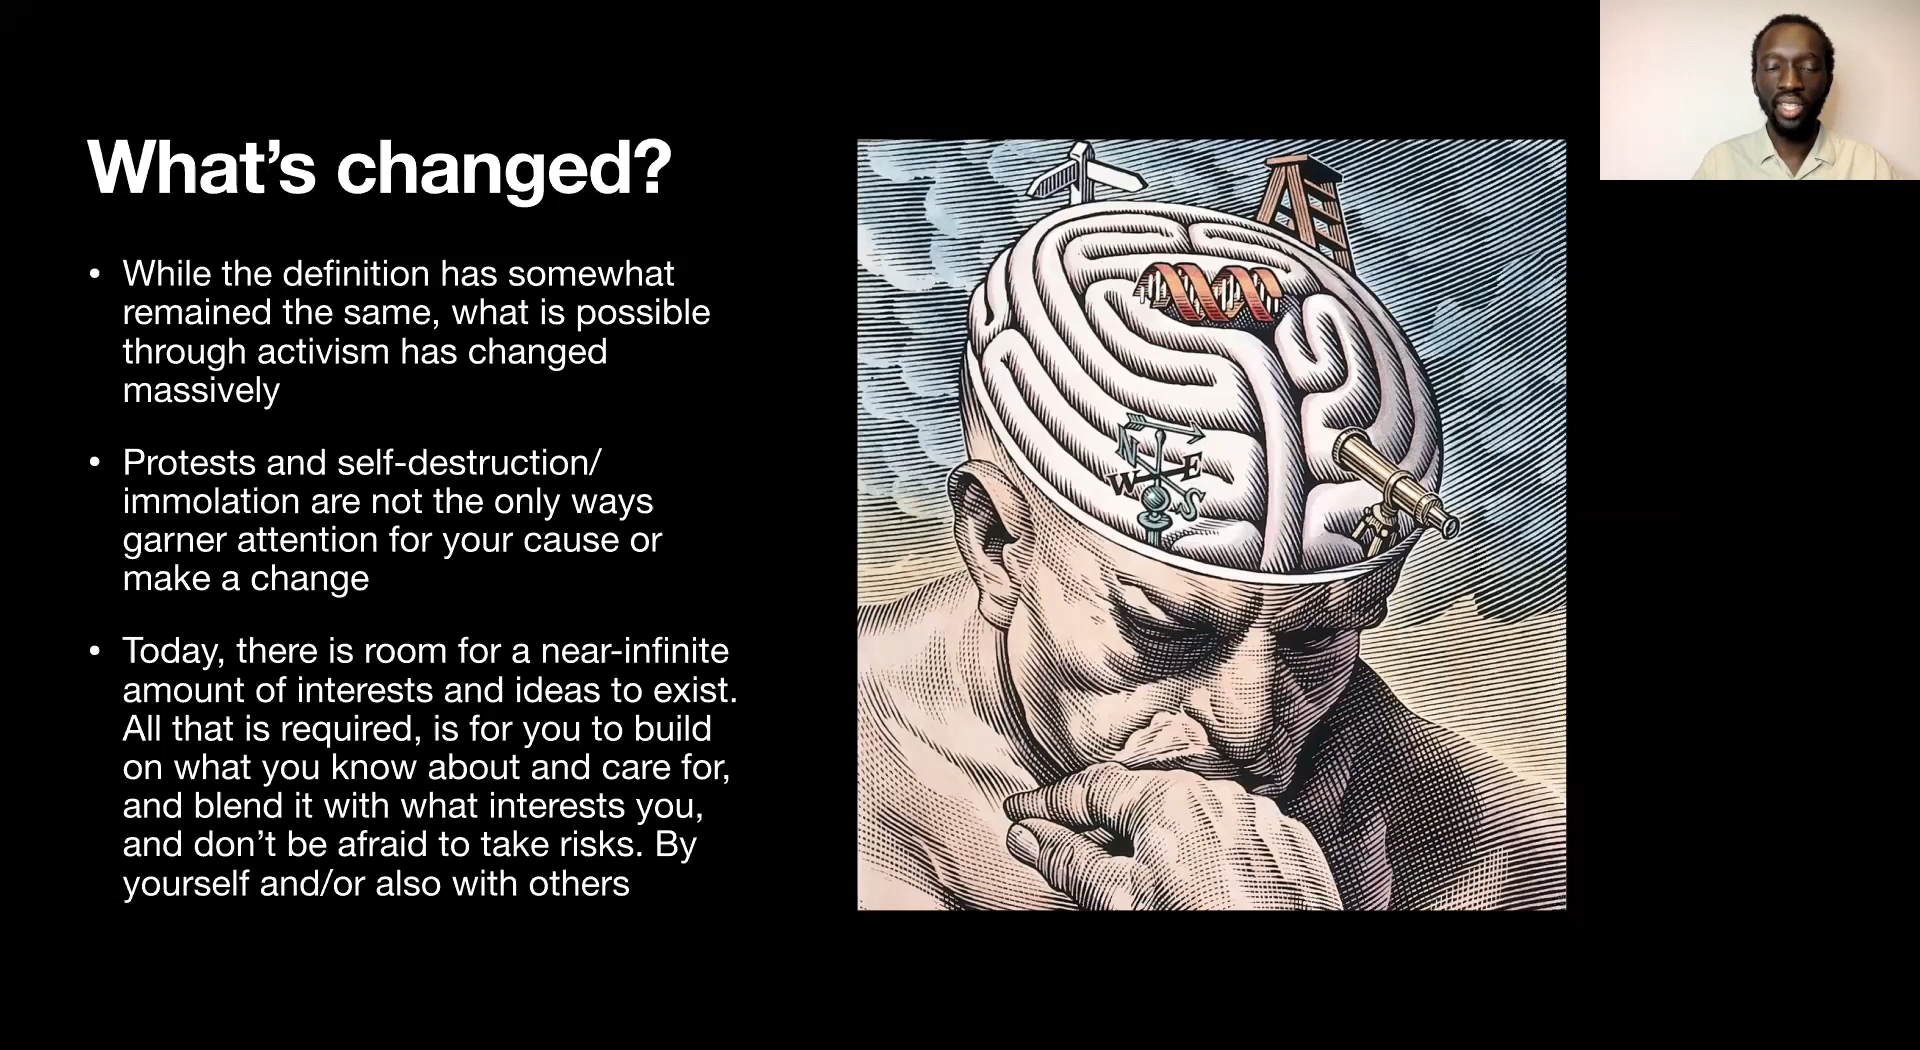 What's changed?
• While the definition has somewhat
remained the same, what is possible
through activism has changed
massively
• Protests and self-destruction/
immolation are not the only ways
garner attention for your cause or
make a change
• Today, there is room for a near-infinite
amount of interests and ideas to exist.
All that is required, is for you to build
on what you know about and care for,
and blend it with what interests you,
and don't be afraid to take risks. By
yourself and/or also with others
N
W E
S